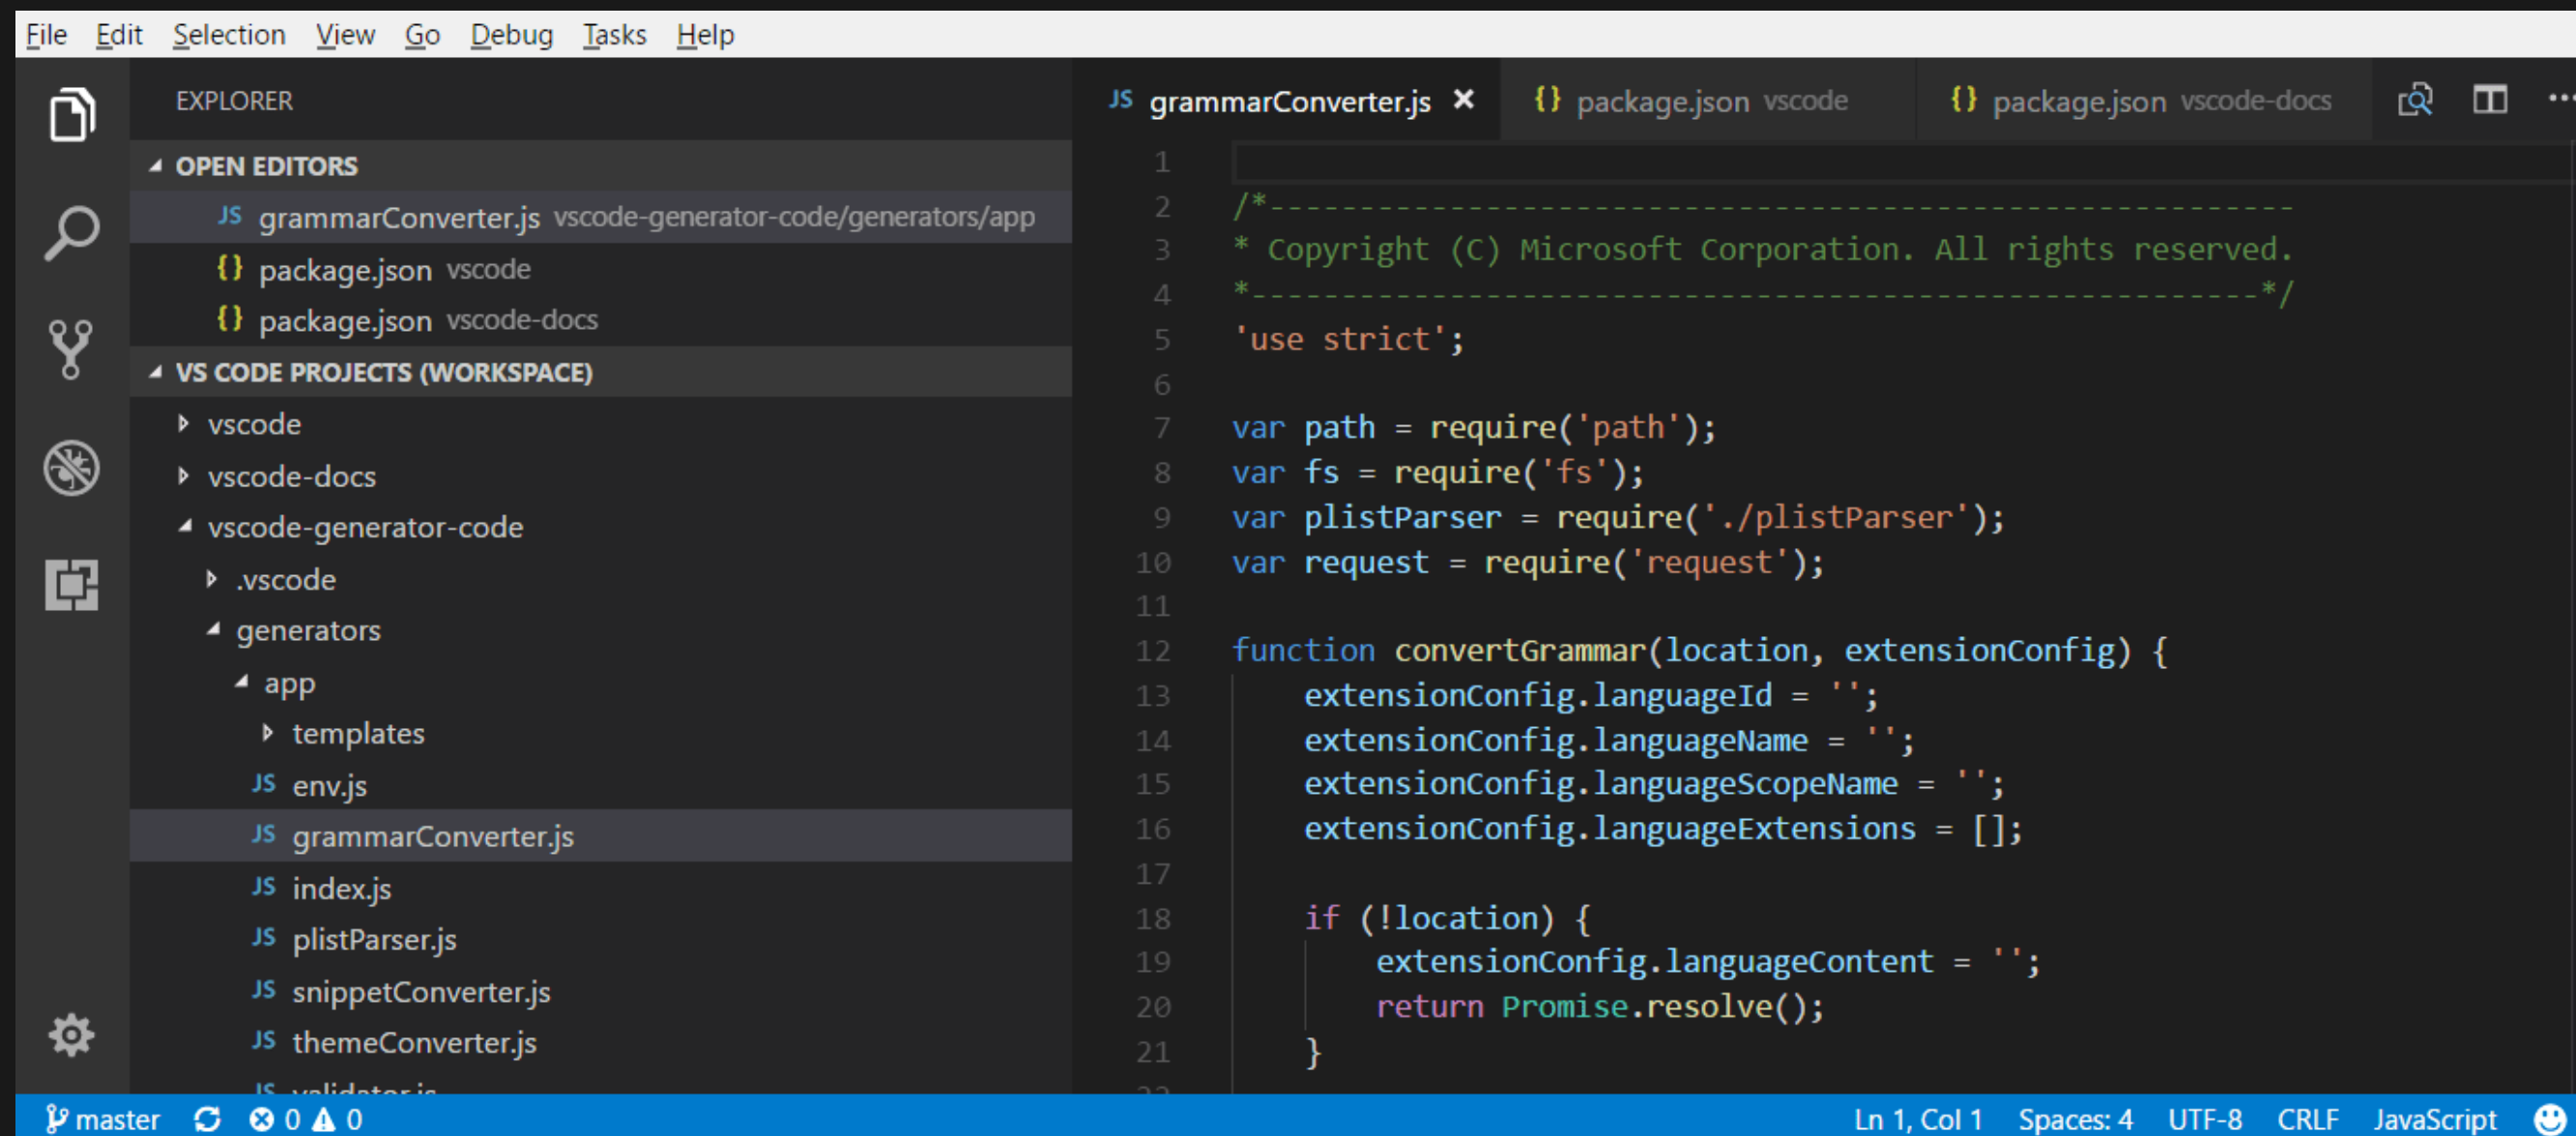 File Edit Selection View Go Debug Tasks Help
EXPLORER
OPEN EDITORS
JS grammarConverter.js vscode-generator-code/generators/app
{} package.json vscode
{} package.json vscode-docs
VS CODE PROJECTS (WORKSPACE)
vscode
vscode-docs
vscode-generator-code
.vscode
generators
app
templates
JS env.js
JS grammarConverter.js
JS index.js
JS plistParser.js
JS snippetConverter.js
JS themeConverter.js
JS validator.js
JS grammarConverter.js × {} package.json vscode {} package.json vscode-docs
1
2 /*---------------------------------------------------------
3 * Copyright (C) Microsoft Corporation. All rights reserved.
4 *--------------------------------------------------------*/
5 'use strict';
6
7 var path = require('path');
8 var fs = require('fs');
9 var plistParser = require('./plistParser');
10 var request = require('request');
11
12 function convertGrammar(location, extensionConfig) {
13 extensionConfig.languageId = '';
14 extensionConfig.languageName = '';
15 extensionConfig.languageScopeName = '';
16 extensionConfig.languageExtensions = [];
17
18 if (!location) {
19 extensionConfig.languageContent = '';
20 return Promise.resolve();
21 }
22
master 0 0 Ln 1, Col 1 Spaces: 4 UTF-8 CRLF JavaScript